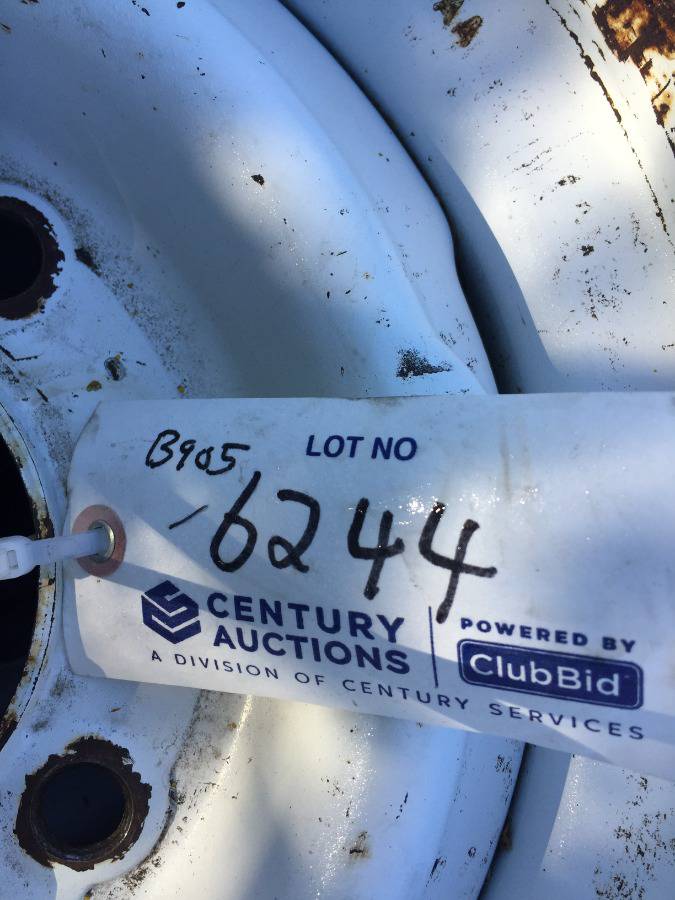 B905 LOT NO
-6244
CENTURY
AUCTIONS
A DIVISION OF CENTURY SERVICES
POWERED BY
ClubBid